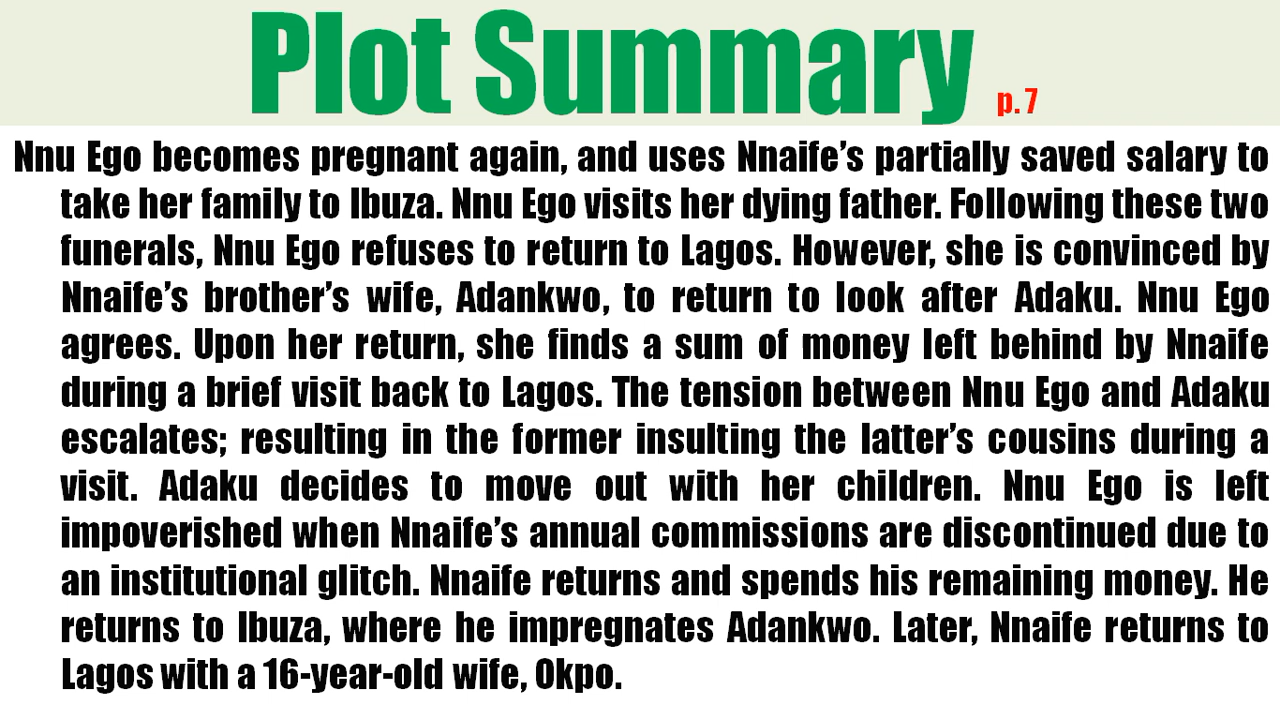 Plot Summary p. 7
Nnu Ego becomes pregnant again, and uses Nnaife’s partially saved salary to
take her family to Ibuza. Nnu Ego visits her dying father. Following these two
funerals, Nnu Ego refuses to return to Lagos. However, she is convinced by
Nnaife’s brother’s wife, Adankwo, to return to look after Adaku. Nnu Ego
agrees. Upon her return, she finds a sum of money left behind by Nnaife
during a brief visit back to Lagos. The tension between Nnu Ego and Adaku
escalates; resulting in the former insulting the latter’s cousins during a
visit. Adaku decides to move out with her children. Nnu Ego is left
impoverished when Nnaife’s annual commissions are discontinued due to
an institutional glitch. Nnaife returns and spends his remaining money. He
returns to Ibuza, where he impregnates Adankwo. Later, Nnaife returns to
Lagos with a 16-year-old wife, Okpo.